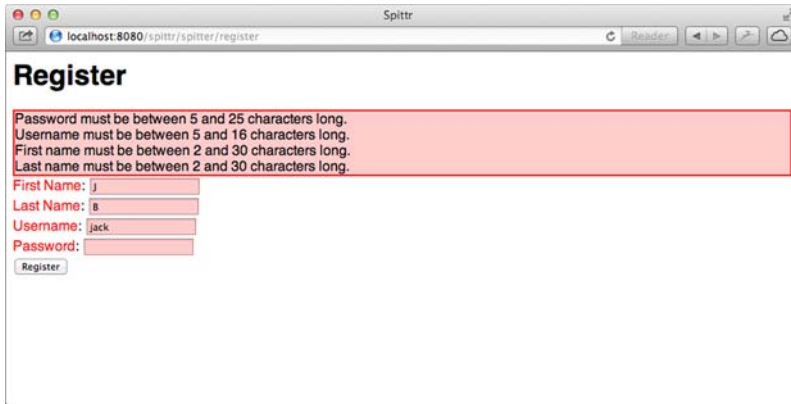 Spittr
localhost:8080/spittr/spitter/register
Reader
Register
Password must be between 5 and 25 characters long.
Username must be between 5 and 16 characters long.
First name must be between 2 and 30 characters long.
Last name must be between 2 and 30 characters long.
First Name: J
Last Name: B
Username: jack
Password:
Register